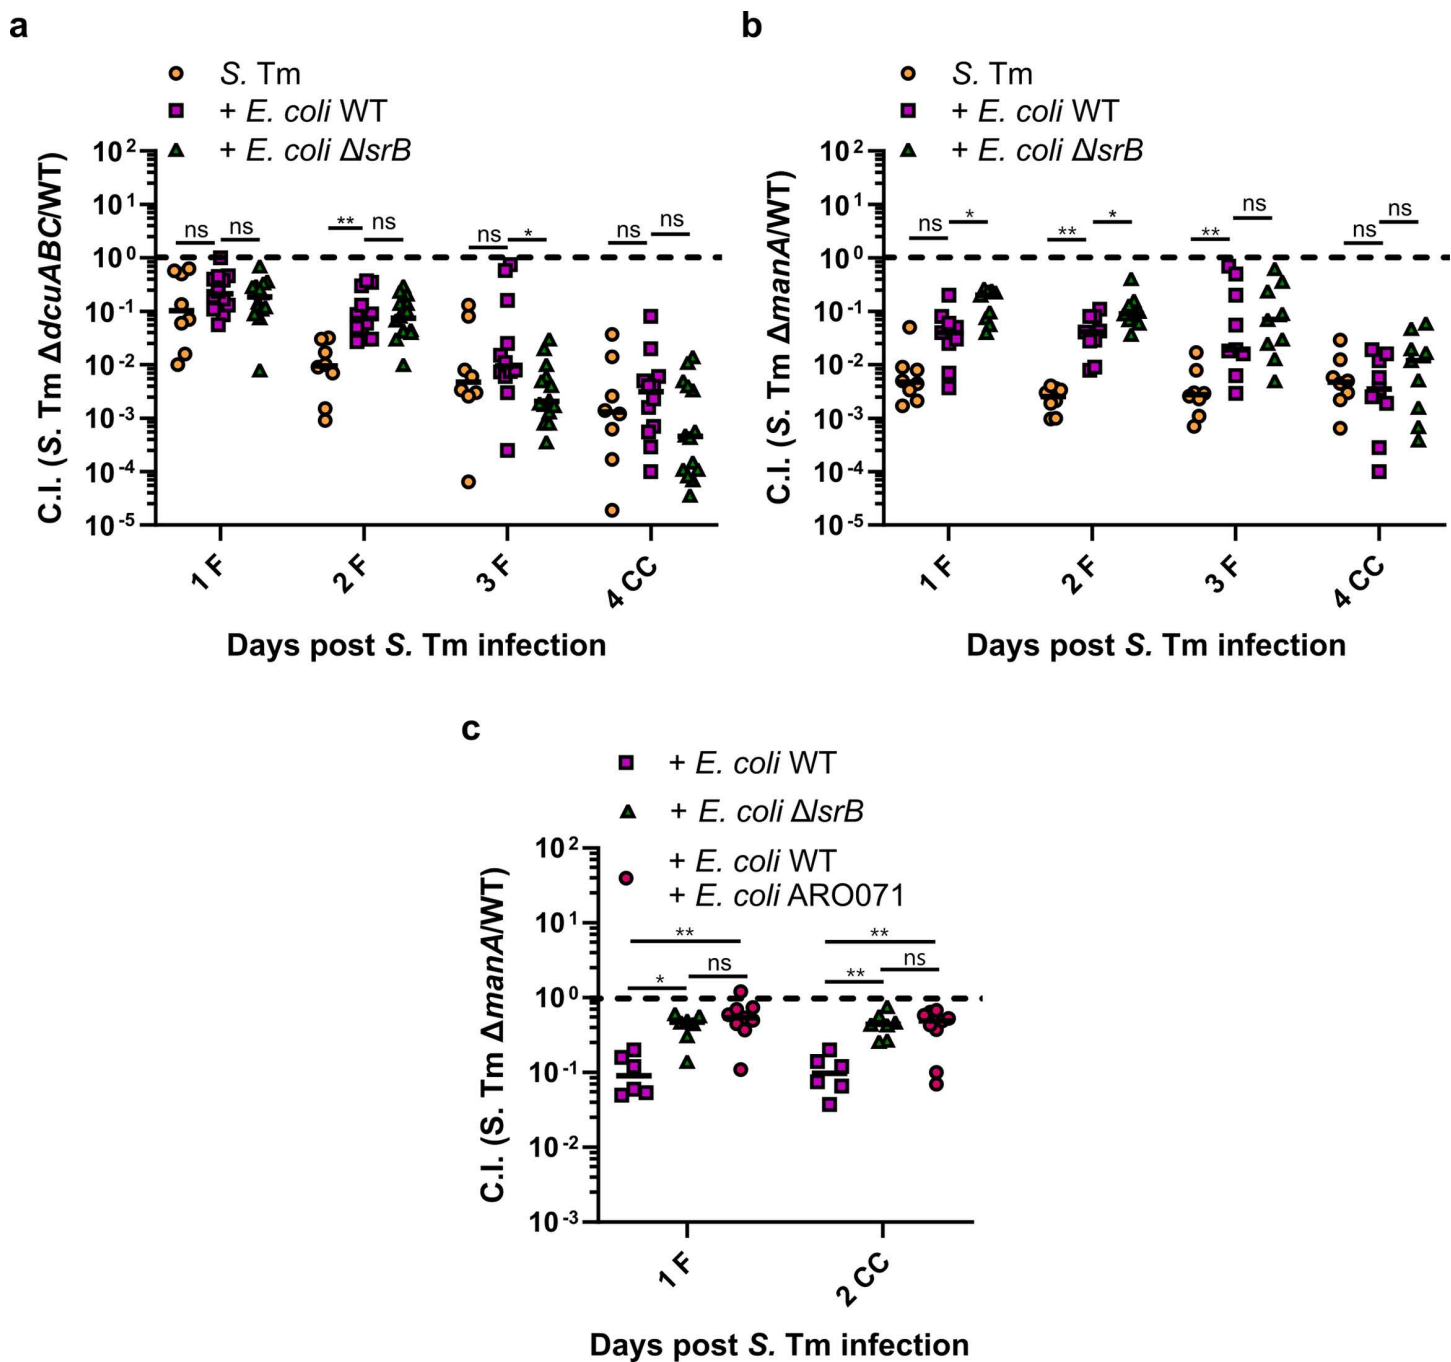 a
S. Tm
+ E. coli WT
+ E. coli ΔlsrB
C.I. (S. Tm ΔdcuABC/WT)
10²
10¹
10⁰
10⁻¹
10⁻²
10⁻³
10⁻⁴
10⁻⁵
ns ns ** ns ns * ns ns
1 F 2 F 3 F 4 CC
Days post S. Tm infection
b
S. Tm
+ E. coli WT
+ E. coli ΔlsrB
C.I. (S. Tm ΔmanA/WT)
10²
10¹
10⁰
10⁻¹
10⁻²
10⁻³
10⁻⁴
10⁻⁵
ns * ** * ** ns ns ns
1 F 2 F 3 F 4 CC
Days post S. Tm infection
c
+ E. coli WT
+ E. coli ΔlsrB
+ E. coli WT
+ E. coli ARO071
C.I. (S. Tm ΔmanA/WT)
10²
10¹
10⁰
10⁻¹
10⁻²
10⁻³
** **
* ns ** ns
1 F 2 CC
Days post S. Tm infection